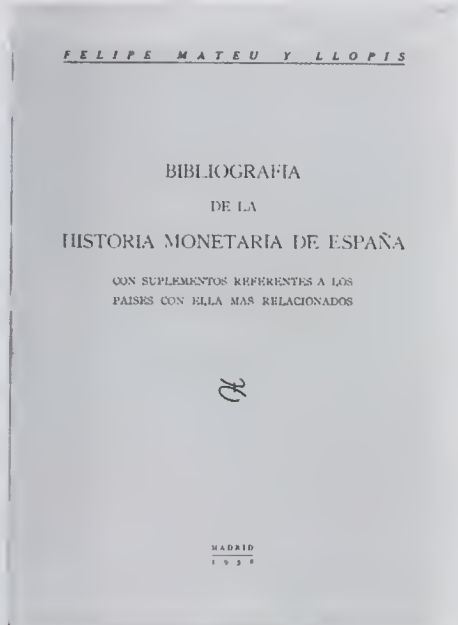 FELIPE MATEU Y LLOPIS
BIBLIOGRAFIA
DE LA
HISTORIA MONETARIA DE ESPAÑA
CON SUPLEMENTOS REFERENTES A LOS
PAISES CON ELLA MAS RELACIONADOS
MADRID